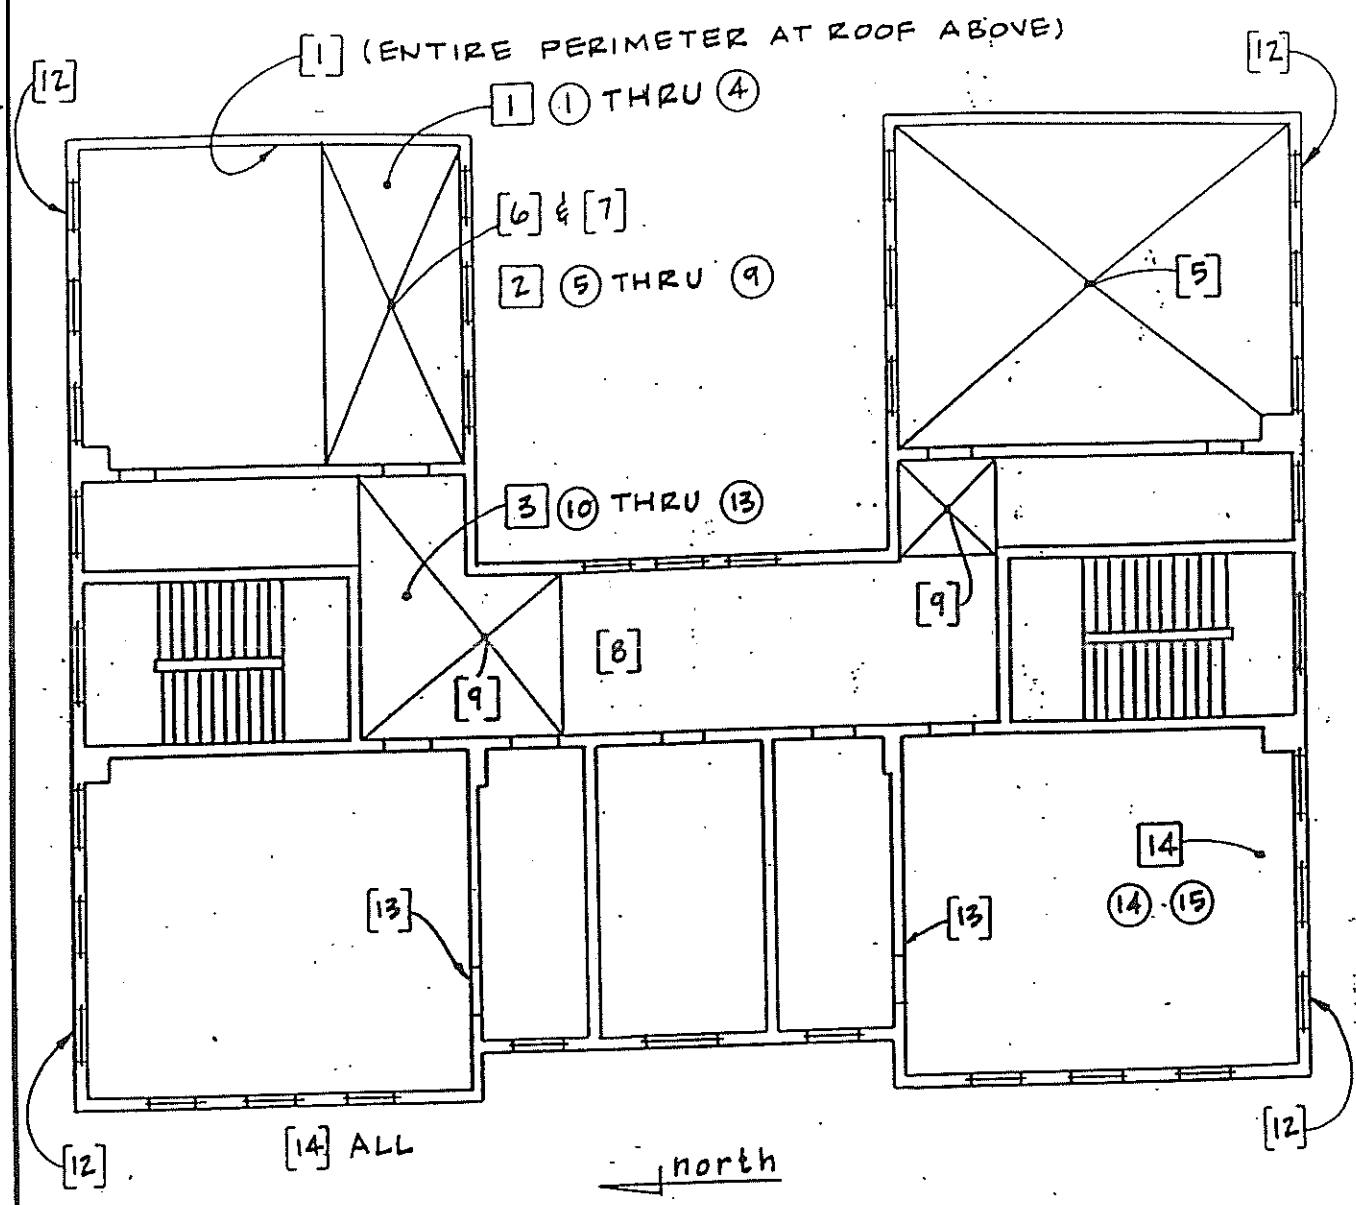 [1] (ENTIRE PERIMETER AT ROOF ABOVE)
[12]
[12]
1 1 THRU 4
[6] & [7]
2 5 THRU 9
[5]
3 10 THRU 13
[9]
[8]
[9]
14
[13]
[13]
14 15
[14] ALL
[12]
[12]
north